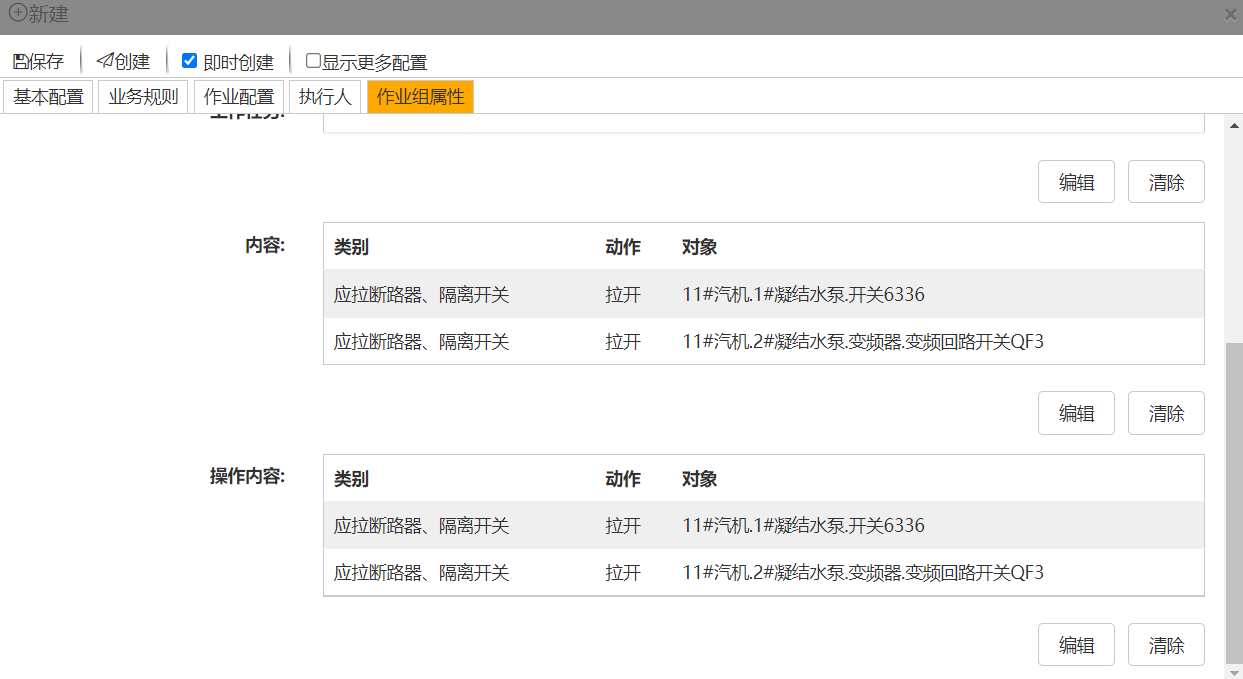 新建
保存 创建 即时创建 显示更多配置
基本配置 业务规则 作业配置 执行人 作业组属性
工作任务:
编辑 清除
内容: 类别 动作 对象
应拉断路器、隔离开关 拉开 11#汽机.1#凝结水泵.开关6336
应拉断路器、隔离开关 拉开 11#汽机.2#凝结水泵.变频器.变频回路开关QF3
编辑 清除
操作内容: 类别 动作 对象
应拉断路器、隔离开关 拉开 11#汽机.1#凝结水泵.开关6336
应拉断路器、隔离开关 拉开 11#汽机.2#凝结水泵.变频器.变频回路开关QF3
编辑 清除